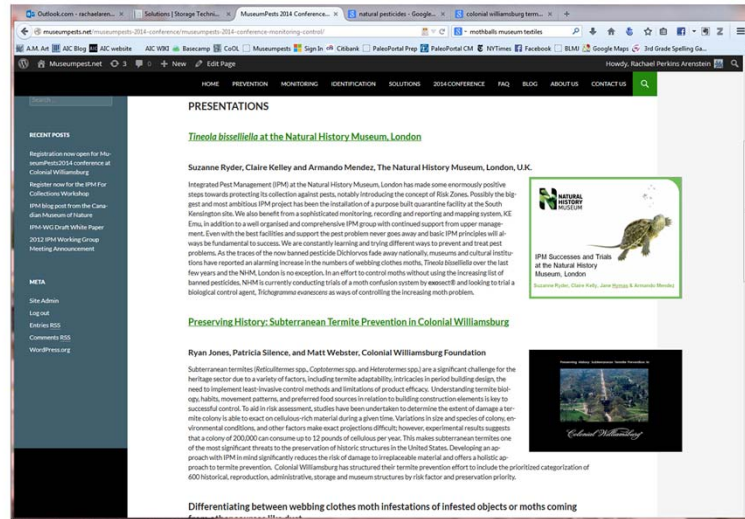 Outlook.com - rachaelaren...
Solutions | Storage Techni...
MuseumPests 2014 Conference...
natural pesticides - Google...
colonial williamsburg term...
museumpests.net/museumpests-2014-conference/museumpests-2014-conference-monitoring-control/
mothballs museum textiles
A.M. Art
AIC Blog
AIC website
AIC WIKI
Basecamp
CoOL
Museumpests
Sign In
Citibank
PaleoPortal Prep
PaleoPortal CM
NYTimes
Facebook
BLMJ
Google Maps
3rd Grade Spelling Ga...
Museumpest.net 3 0 + New Edit Page
Howdy, Rachael Perkins Arenstein
HOME PREVENTION MONITORING IDENTIFICATION SOLUTIONS 2014 CONFERENCE FAQ BLOG ABOUT US CONTACT US
Search ...
RECENT POSTS
Registration now open for Mu-
seumPests2014 conference at
Colonial Williamsburg
Register now for the IPM For
Collections Workshop
IPM blog post from the Cana-
dian Museum of Nature
IPM-WG Draft White Paper
2012 IPM Working Group
Meeting Announcement
META
Site Admin
Log out
Entries RSS
Comments RSS
WordPress.org
PRESENTATIONS
Tineola bisselliella at the Natural History Museum, London
Suzanne Ryder, Claire Kelley and Armando Mendez, The Natural History Museum, London, U.K.
Integrated Pest Management (IPM) at the Natural History Museum, London has made some enormously positive
steps towards protecting its collection against pests, notably introducing the concept of Risk Zones. Possibly the big-
gest and most ambitious IPM project has been the installation of a purpose built quarantine facility at the South
Kensington site. We also benefit from a sophisticated monitoring, recording and reporting and mapping system, KE
Emu, in addition to a well organised and comprehensive IPM group with continued support from upper manage-
ment. Even with the best facilities and support the pest problem never goes away and basic IPM principles will al-
ways be fundamental to success. We are constantly learning and trying different ways to prevent and treat pest
problems. As the traces of the now banned pesticide Dichlorvos fade away nationally, museums and cultural institu-
tions have reported an alarming increase in the numbers of webbing clothes moths, Tineola bisselliella over the last
few years and the NHM, London is no exception. In an effort to control moths without using the increasing list of
banned pesticides, NHM is currently conducting trials of a moth confusion system by exosect® and looking to trial a
biological control agent, Trichogramma evanescens as ways of controlling the increasing moth problem.
NATURAL
HISTORY
MUSEUM
IPM Successes and Trials
at the Natural History
Museum, London
Suzanne Ryder, Claire Kelly, Jane Hymas & Armando Mendez
Preserving History: Subterranean Termite Prevention in Colonial Williamsburg
Ryan Jones, Patricia Silence, and Matt Webster, Colonial Williamsburg Foundation
Subterranean termites (Reticulitermes spp., Coptotermes spp. and Heterotermes spp.) are a significant challenge for the
heritage sector due to a variety of factors, including termite adaptability, intricacies in period building design, the
need to implement least-invasive control methods and limitations of product efficacy. Understanding termite biol-
ogy, habits, movement patterns, and preferred food sources in relation to building construction elements is key to
successful control. To aid in risk assessment, studies have been undertaken to determine the extent of damage a ter-
mite colony is able to exact on cellulous-rich material during a given time. Variations in size and species of colony, en-
vironmental conditions, and other factors make exact projections difficult; however, experimental results suggests
that a colony of 200,000 can consume up to 12 pounds of cellulous per year. This makes subterranean termites one
of the most significant threats to the preservation of historic structures in the United States. Developing an ap-
proach with IPM in mind significantly reduces the risk of damage to irreplaceable material and offers a holistic ap-
proach to termite prevention. Colonial Williamsburg has structured their termite prevention effort to include the prioritized categorization of
600 historical, reproduction, administrative, storage and museum structures by risk factor and preservation priority.
Preserving History: Subterranean Termite Prevention in
Colonial Williamsburg
Differentiating between webbing clothes moth infestations of infested objects or moths coming
from other sources like dust